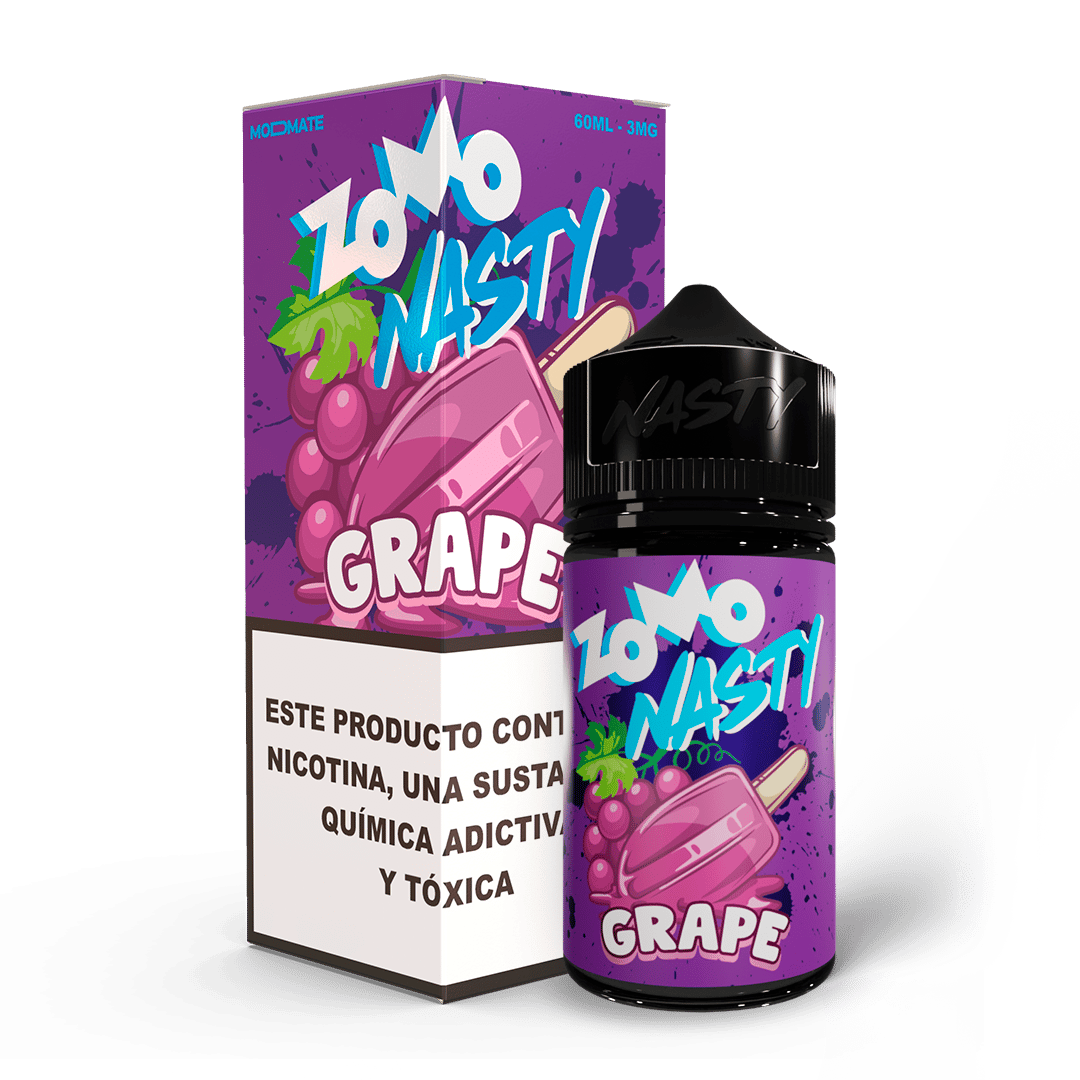 MODMATE
60ML - 3MG
ZOMO
NASTY
GRAPE
ESTE PRODUCTO CONT
NICOTINA, UNA SUSTA
QUÍMICA ADICTIVA
Y TÓXICA
NASTY
ZOMO
NASTY
GRAPE